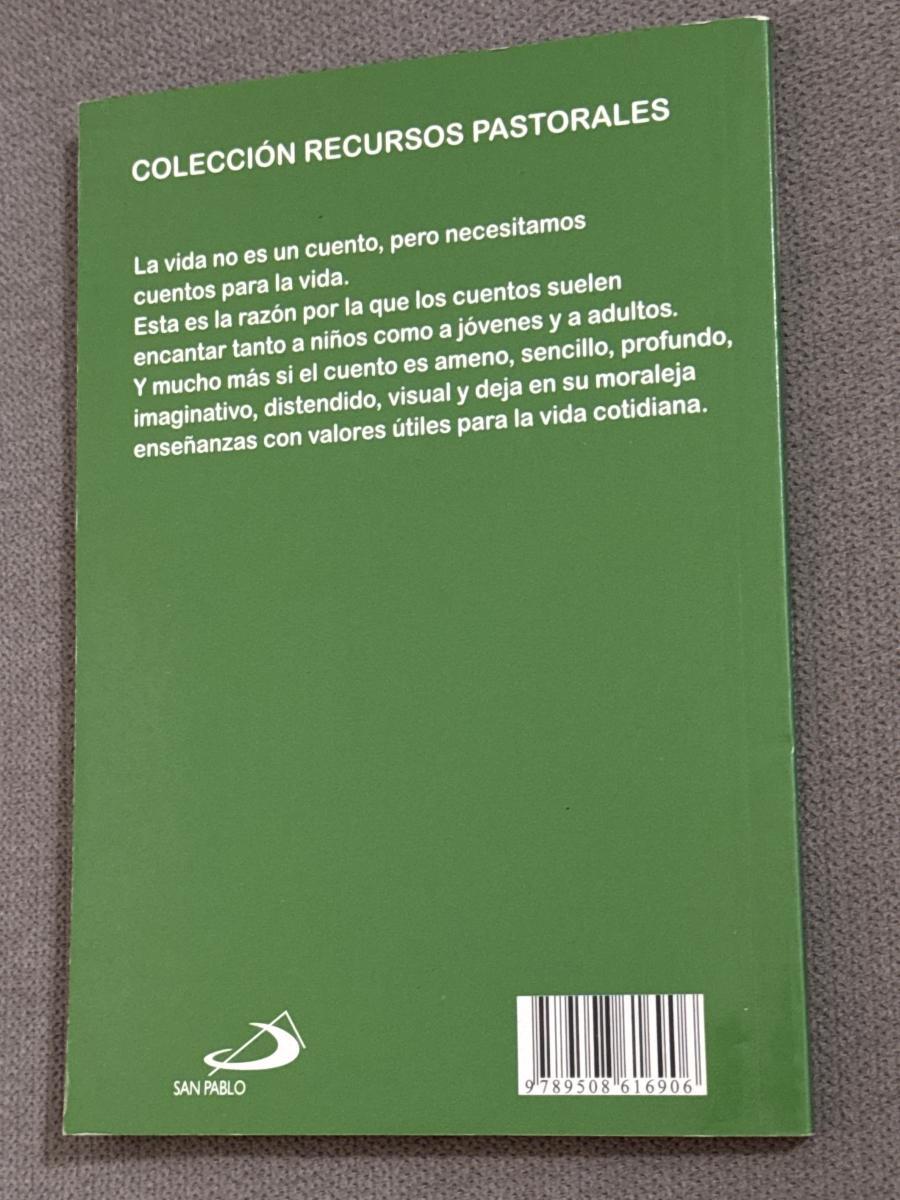 COLECCIÓN RECURSOS PASTORALES
La vida no es un cuento, pero necesitamos
cuentos para la vida.
Esta es la razón por la que los cuentos suelen
encantar tanto a niños como a jóvenes y a adultos.
Y mucho más si el cuento es ameno, sencillo, profundo,
imaginativo, distendido, visual y deja en su moraleja
enseñanzas con valores útiles para la vida cotidiana.
SAN PABLO
9 789508 616906